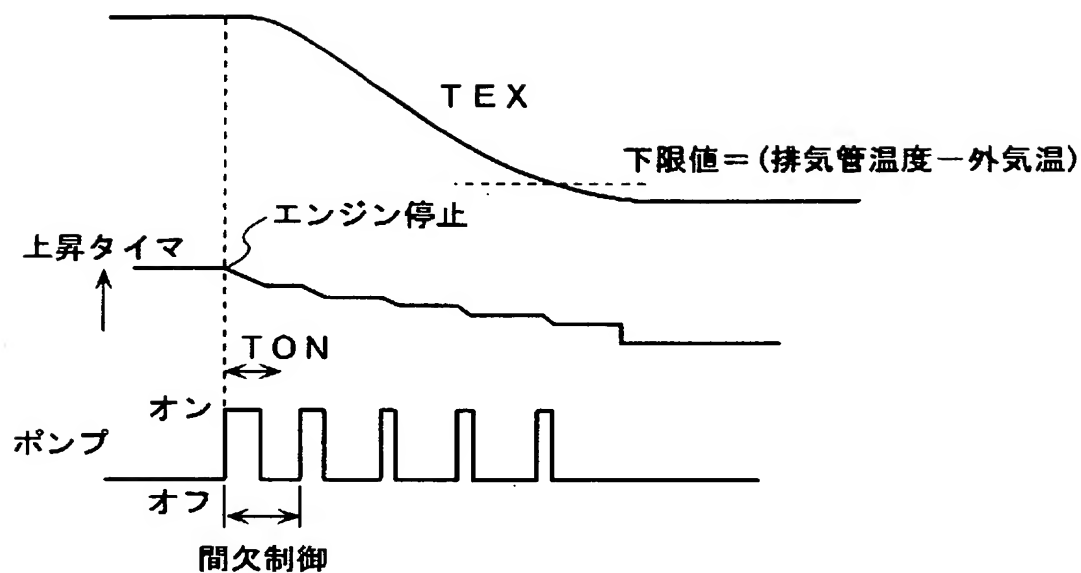 TEX
下限値=(排気管温度-外気温)
エンジン停止
上昇タイマ
TON
オン
ポンプ
オフ
間欠制御